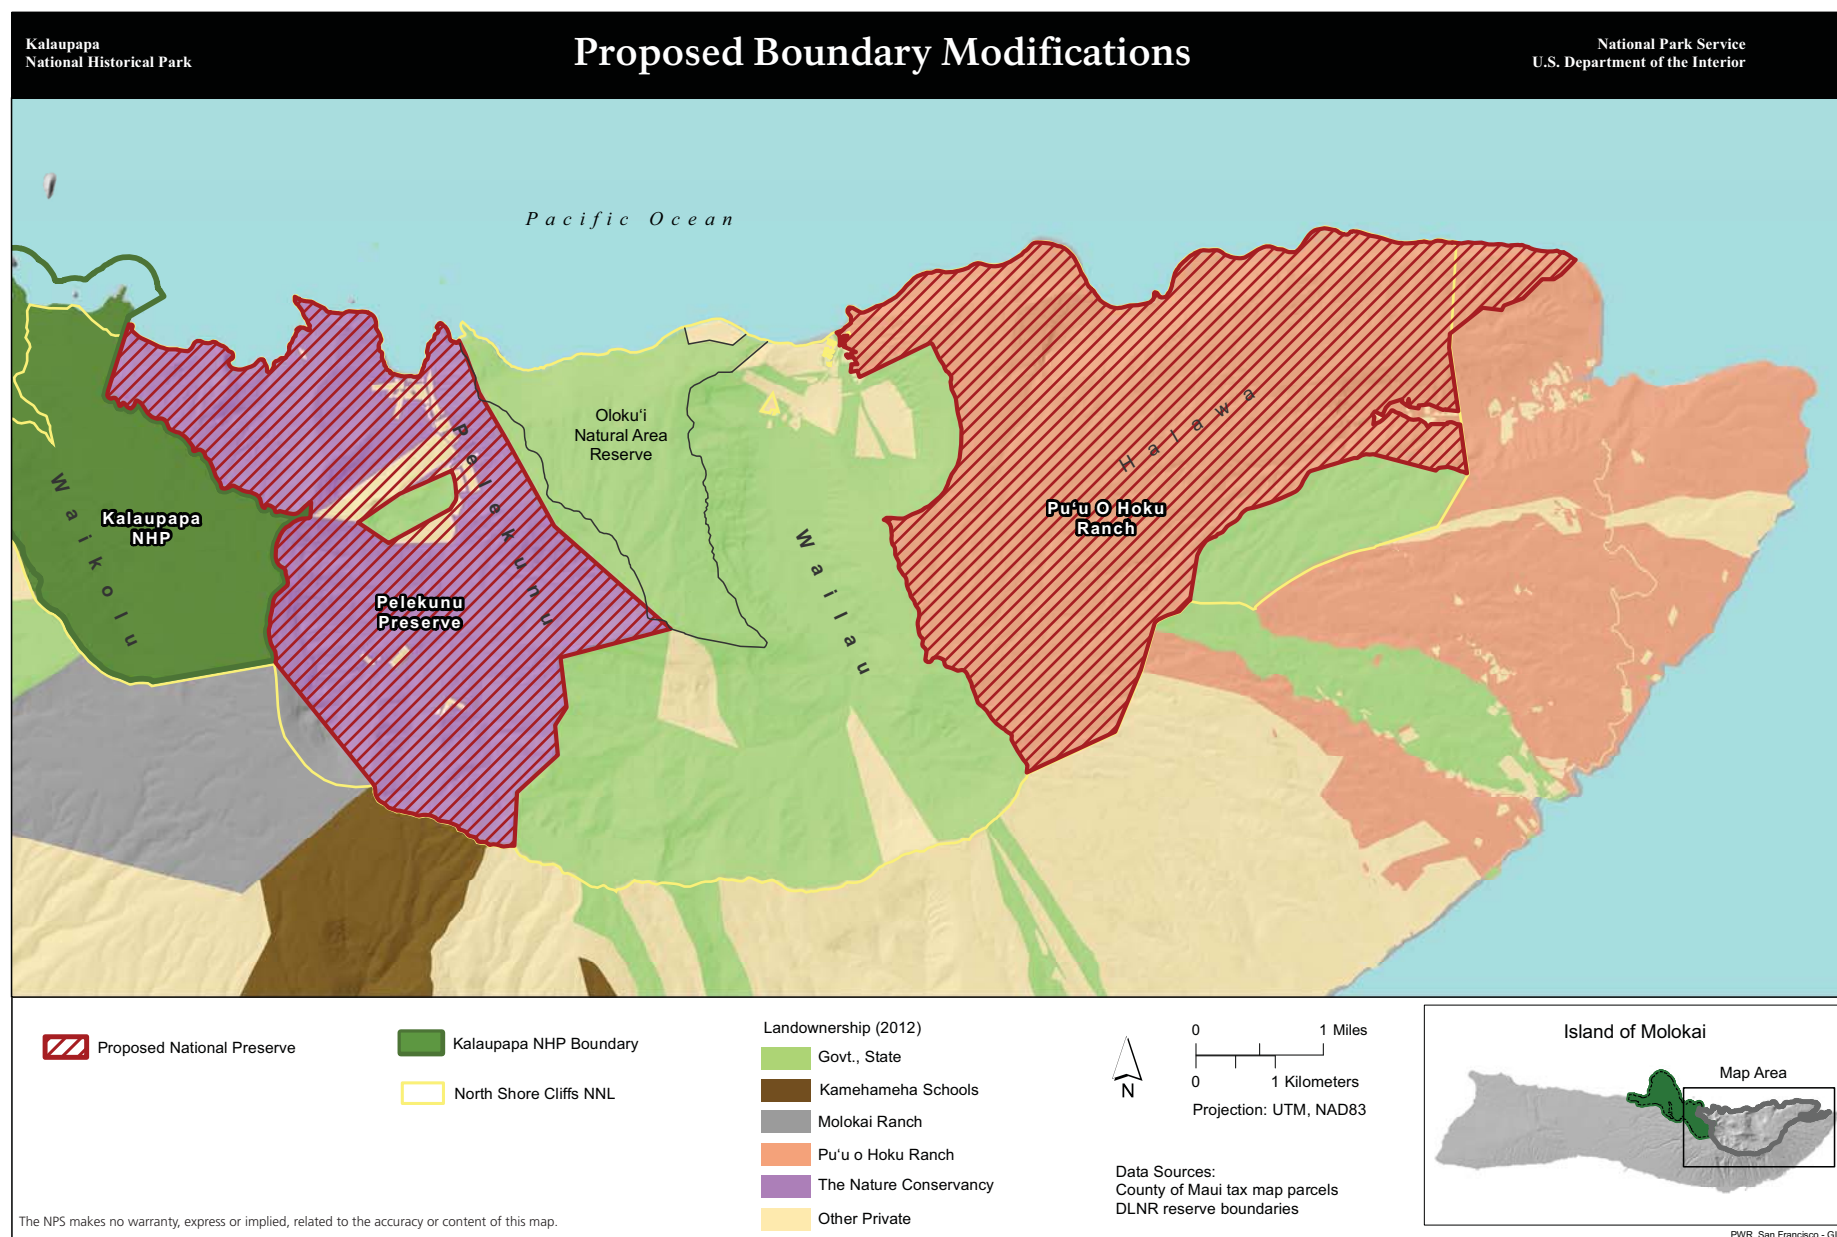 Kalaupapa
National Historical Park
Proposed Boundary Modifications
National Park Service
U.S. Department of the Interior
Pacific Ocean
Oloku‘i
Natural Area
Reserve
Halawa
Pelekunu
Waikolu
Kalaupapa
NHP
Pu‘u O Hoku
Ranch
Wailau
Pelekunu
Preserve
Proposed National Preserve
Kalaupapa NHP Boundary
North Shore Cliffs NNL
Landownership (2012)
Govt., State
Kamehameha Schools
Molokai Ranch
Pu‘u o Hoku Ranch
The Nature Conservancy
Other Private
N
0 1 Miles
0 1 Kilometers
Projection: UTM, NAD83
Data Sources:
County of Maui tax map parcels
DLNR reserve boundaries
Island of Molokai
Map Area
The NPS makes no warranty, express or implied, related to the accuracy or content of this map.
PWR, San Francisco -